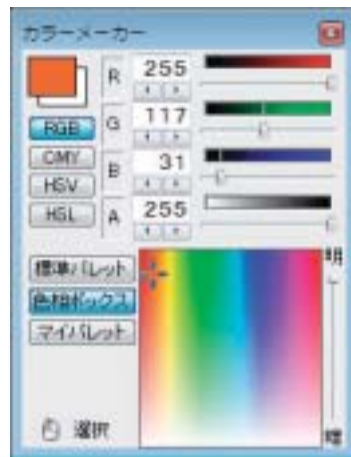 カラーメーカー
R 255
RGB G 117
CMY B 31
HSV
HSL A 255
標準パレット 明
色相ボックス
マイパレット
選択 暗